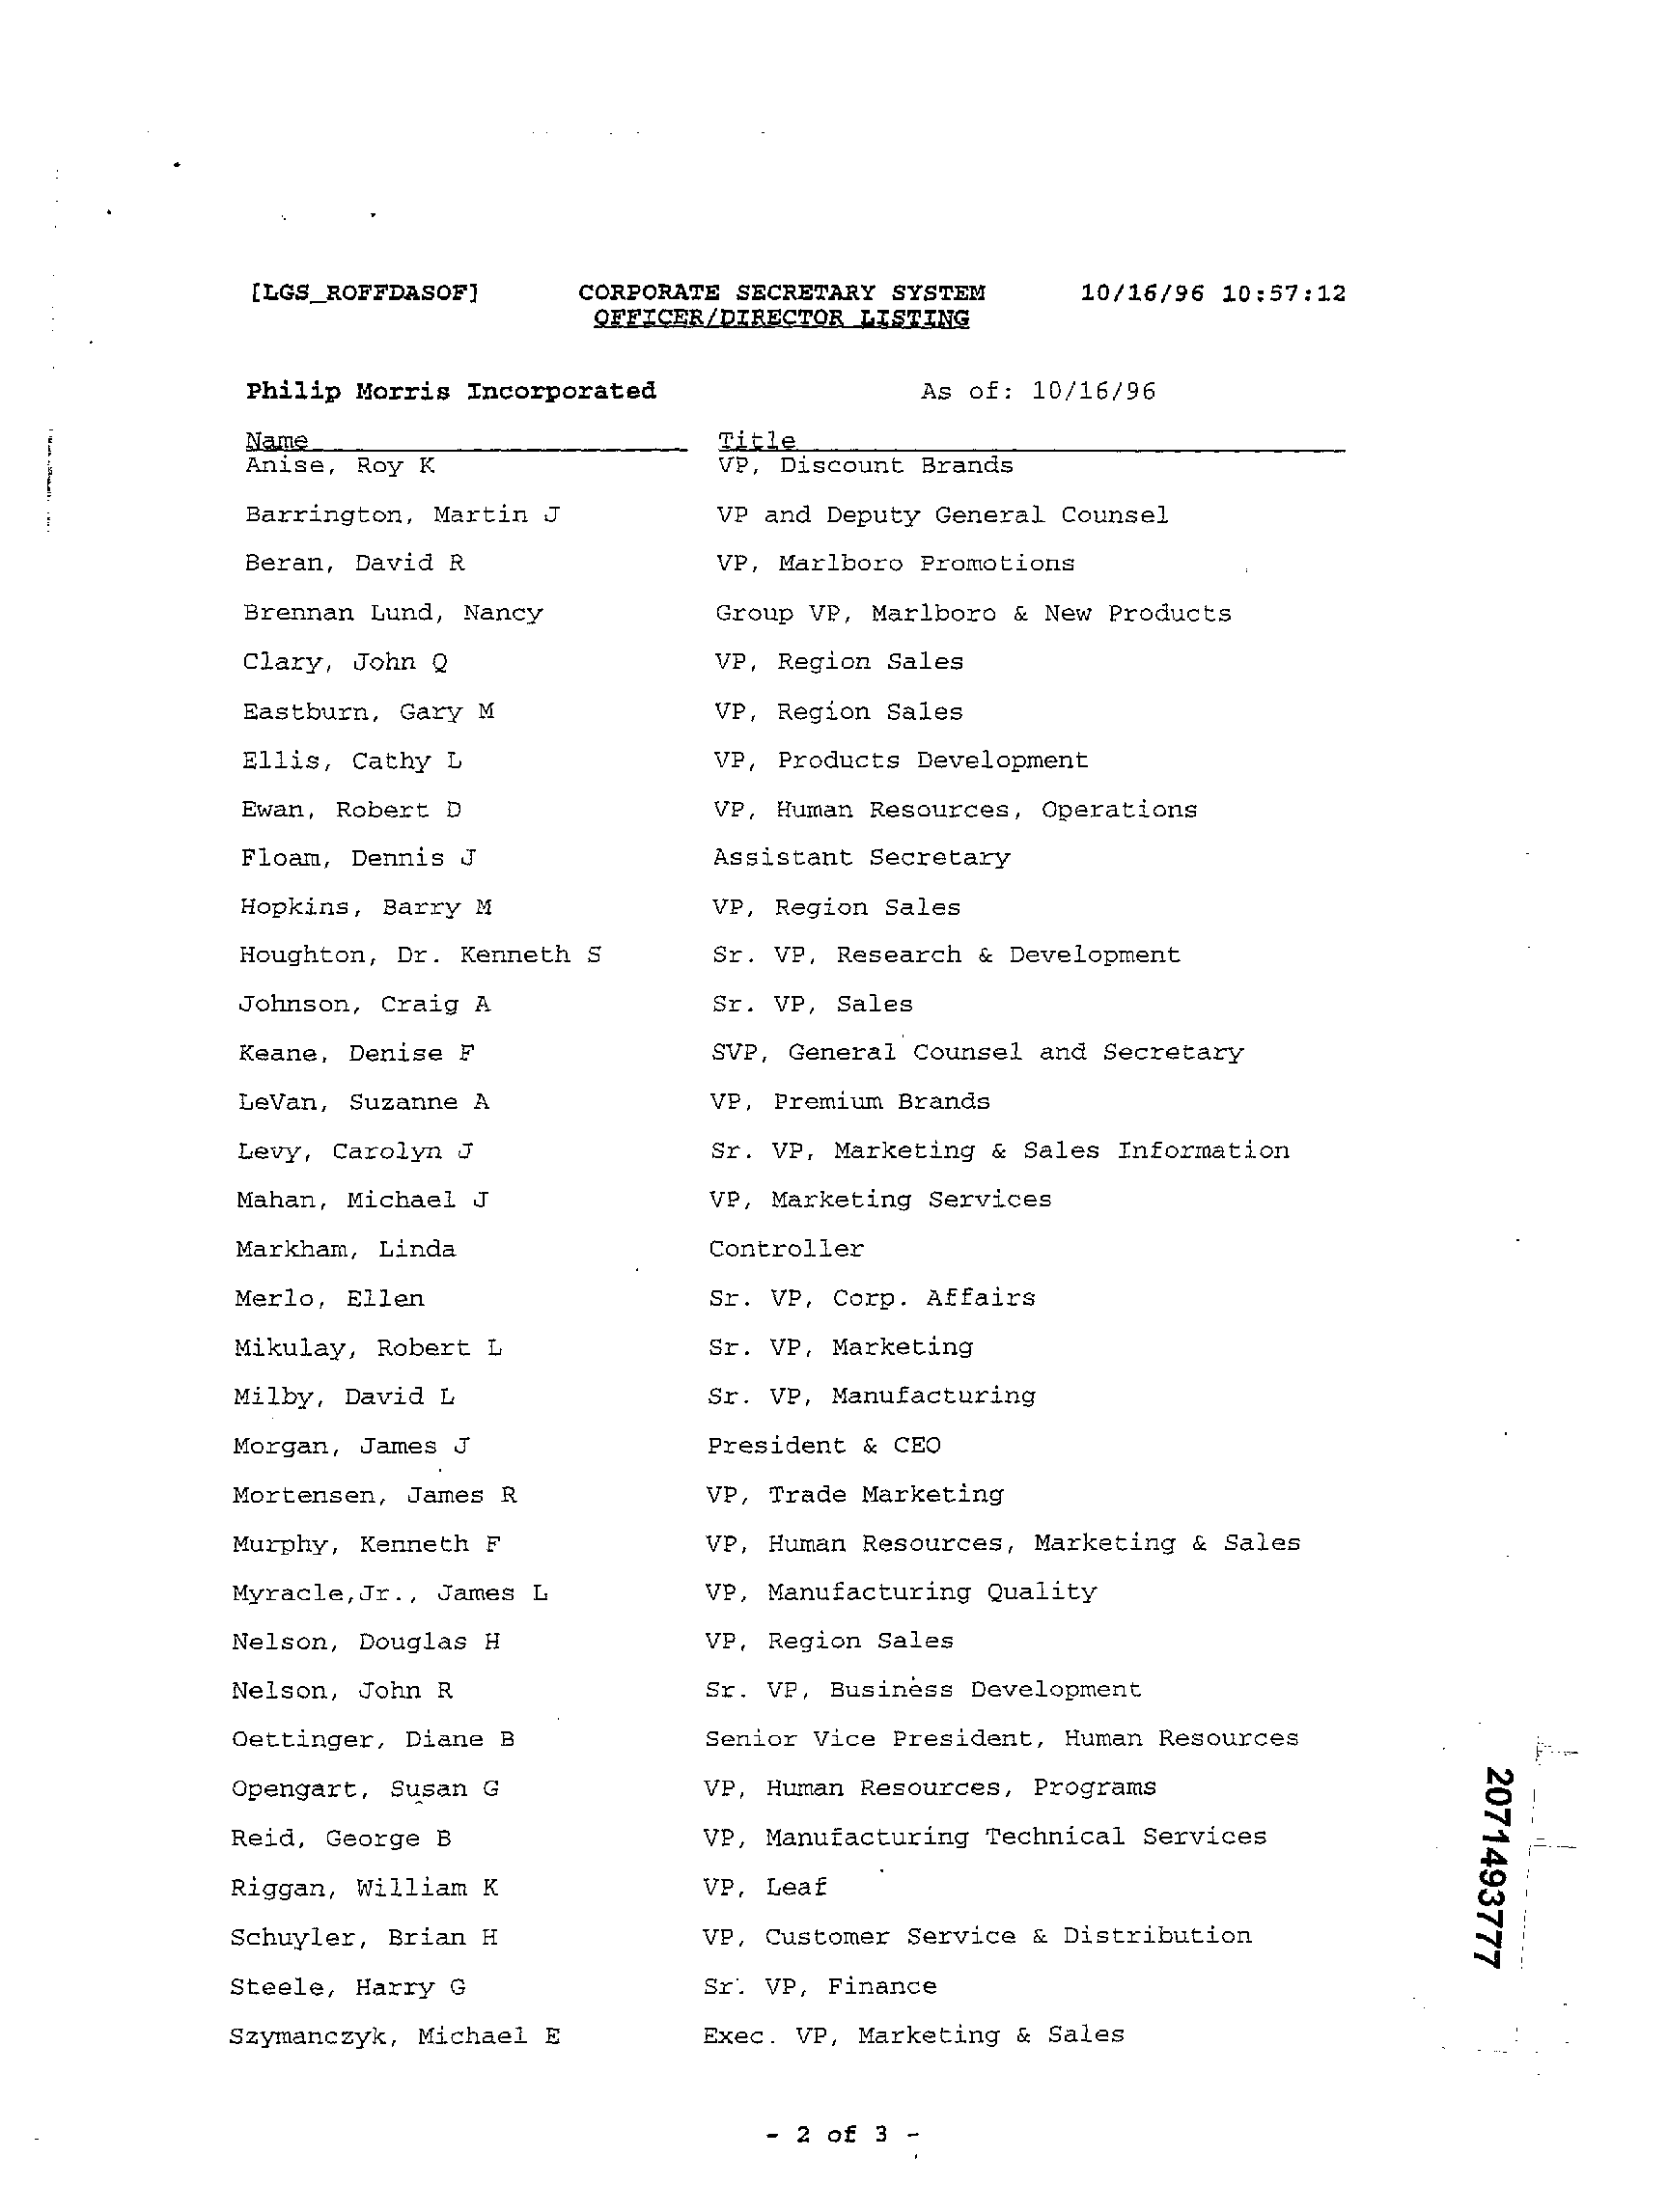 [LGS_ROFFDASOF] CORPORATE SECRETARY SYSTEM 10/16/96 10:57:12
OFFICER/DIRECTOR LISTING
Philip Morris Incorporated As of: 10/16/96
Name Title
Anise, Roy K VP, Discount Brands
Barrington, Martin J VP and Deputy General Counsel
Beran, David R VP, Marlboro Promotions
Brennan Lund, Nancy Group VP, Marlboro & New Products
Clary, John Q VP, Region Sales
Eastburn, Gary M VP, Region Sales
Ellis, Cathy L VP, Products Development
Ewan, Robert D VP, Human Resources, Operations
Floam, Dennis J Assistant Secretary
Hopkins, Barry M VP, Region Sales
Houghton, Dr. Kenneth S Sr. VP, Research & Development
Johnson, Craig A Sr. VP, Sales
Keane, Denise F SVP, General Counsel and Secretary
LeVan, Suzanne A VP, Premium Brands
Levy, Carolyn J Sr. VP, Marketing & Sales Information
Mahan, Michael J VP, Marketing Services
Markham, Linda Controller
Merlo, Ellen Sr. VP, Corp. Affairs
Mikulay, Robert L Sr. VP, Marketing
Milby, David L Sr. VP, Manufacturing
Morgan, James J President & CEO
Mortensen, James R VP, Trade Marketing
Murphy, Kenneth F VP, Human Resources, Marketing & Sales
Myracle,Jr., James L VP, Manufacturing Quality
Nelson, Douglas H VP, Region Sales
Nelson, John R Sr. VP, Business Development
Oettinger, Diane B Senior Vice President, Human Resources
Opengart, Susan G VP, Human Resources, Programs
Reid, George B VP, Manufacturing Technical Services
Riggan, William K VP, Leaf
Schuyler, Brian H VP, Customer Service & Distribution
Steele, Harry G Sr. VP, Finance
Szymanczyk, Michael E Exec. VP, Marketing & Sales
- 2 of 3 -
2071493777